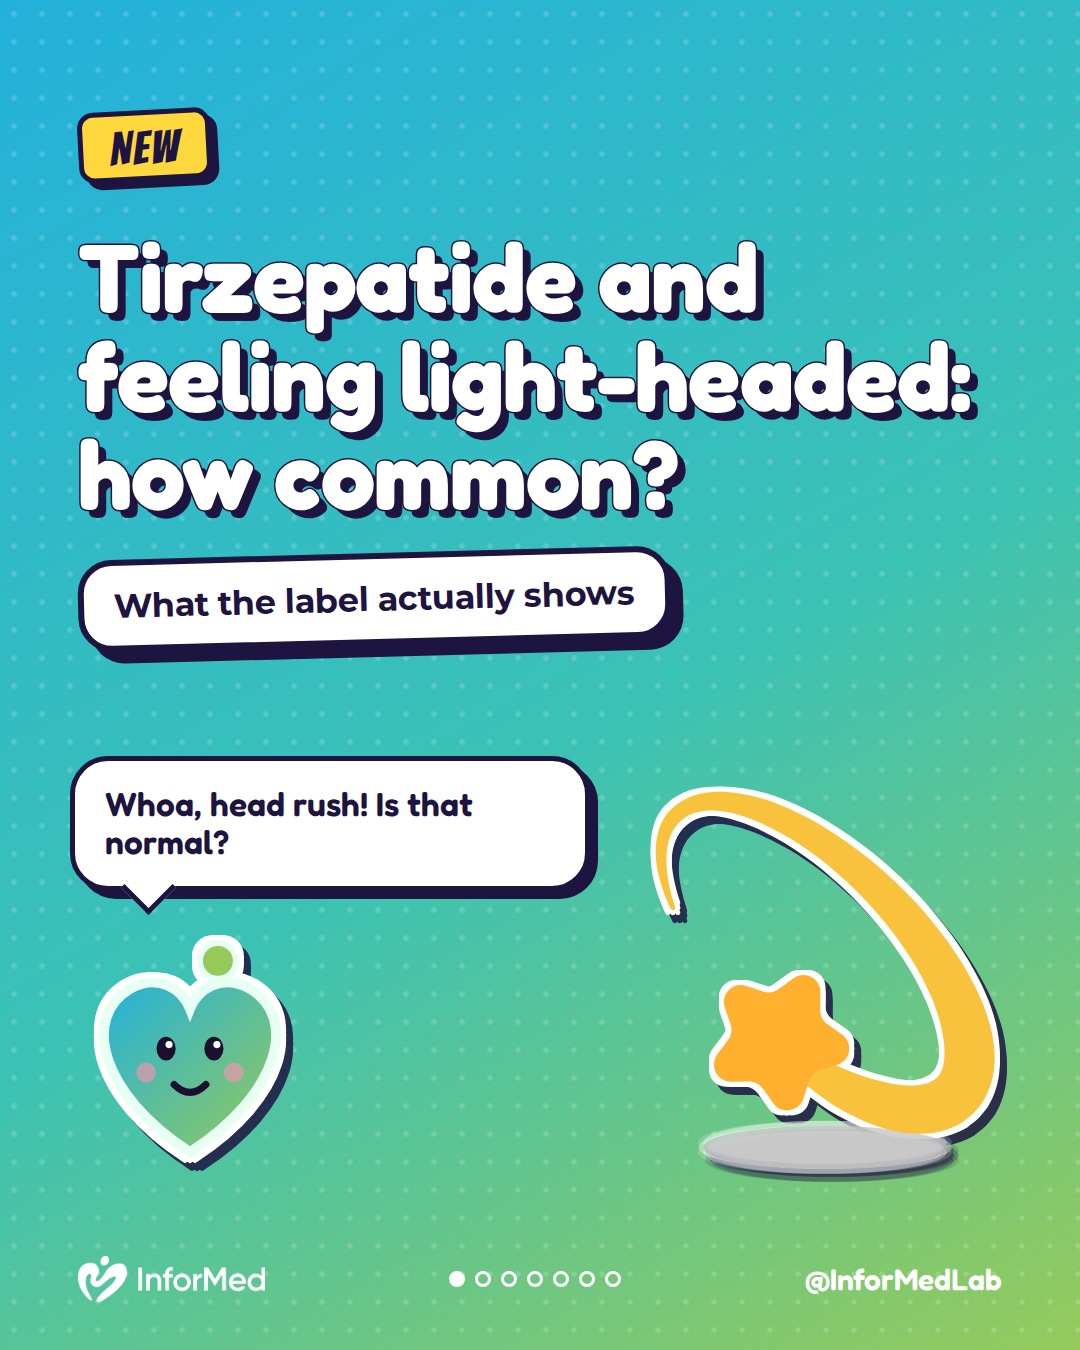 NEW
Tirzepatide and
feeling light-headed:
how common?
What the label actually shows
Whoa, head rush! Is that
normal?
InforMed
@InforMedLab